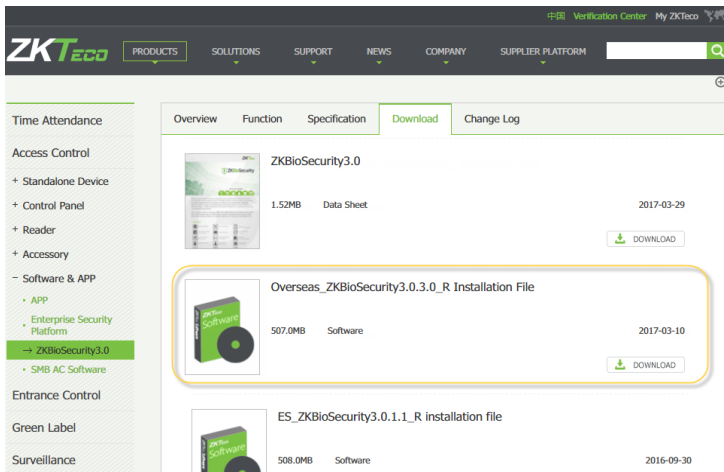 中国 Verification Center My ZKTeco
ZKTECO PRODUCTS SOLUTIONS SUPPORT NEWS COMPANY SUPPLIER PLATFORM
Time Attendance
Access Control
+ Standalone Device
+ Control Panel
+ Reader
+ Accessory
− Software & APP
• APP
• Enterprise Security
Platform
→ ZKBioSecurity3.0
• SMB AC Software
Entrance Control
Green Label
Surveillance
Overview Function Specification Download Change Log
ZKBioSecurity3.0
1.52MB Data Sheet 2017-03-29
DOWNLOAD
Overseas_ZKBioSecurity3.0.3.0_R Installation File
ZKTeco
Software
507.0MB Software 2017-03-10
DOWNLOAD
ES_ZKBioSecurity3.0.1.1_R installation file
ZKTeco
Software
508.0MB Software 2016-09-30